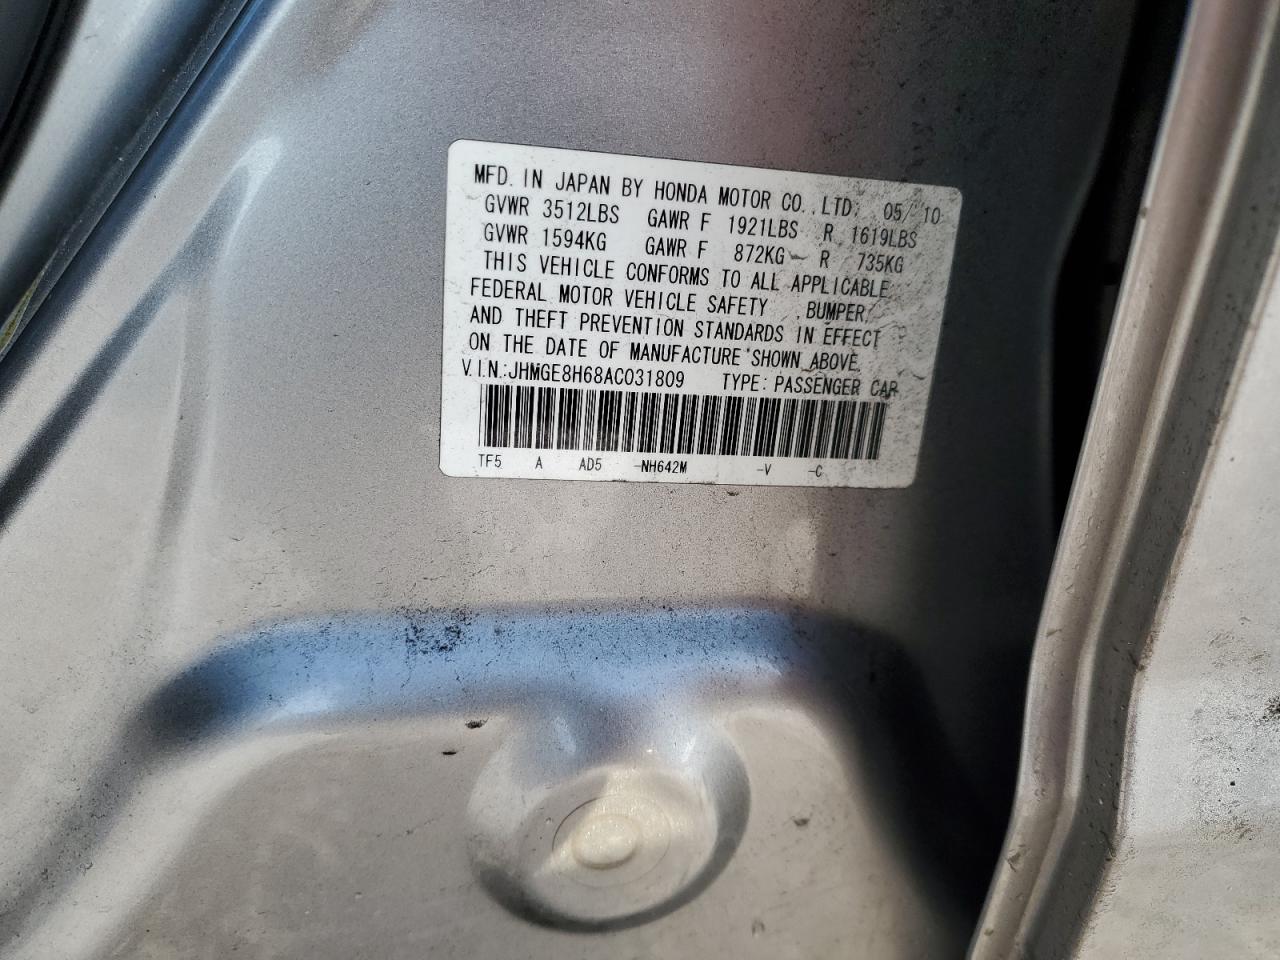 MFD. IN JAPAN BY HONDA MOTOR CO., LTD. 05/10
GVWR 3512LBS GAWR F 1921LBS R 1619LBS
GVWR 1594KG GAWR F 872KG R 735KG
THIS VEHICLE CONFORMS TO ALL APPLICABLE
FEDERAL MOTOR VEHICLE SAFETY, BUMPER,
AND THEFT PREVENTION STANDARDS IN EFFECT
ON THE DATE OF MANUFACTURE SHOWN ABOVE.
V.I.N.:JHMGE8H68AC031809 TYPE: PASSENGER CAR
TF5 A AD5 -NH642M -V -C